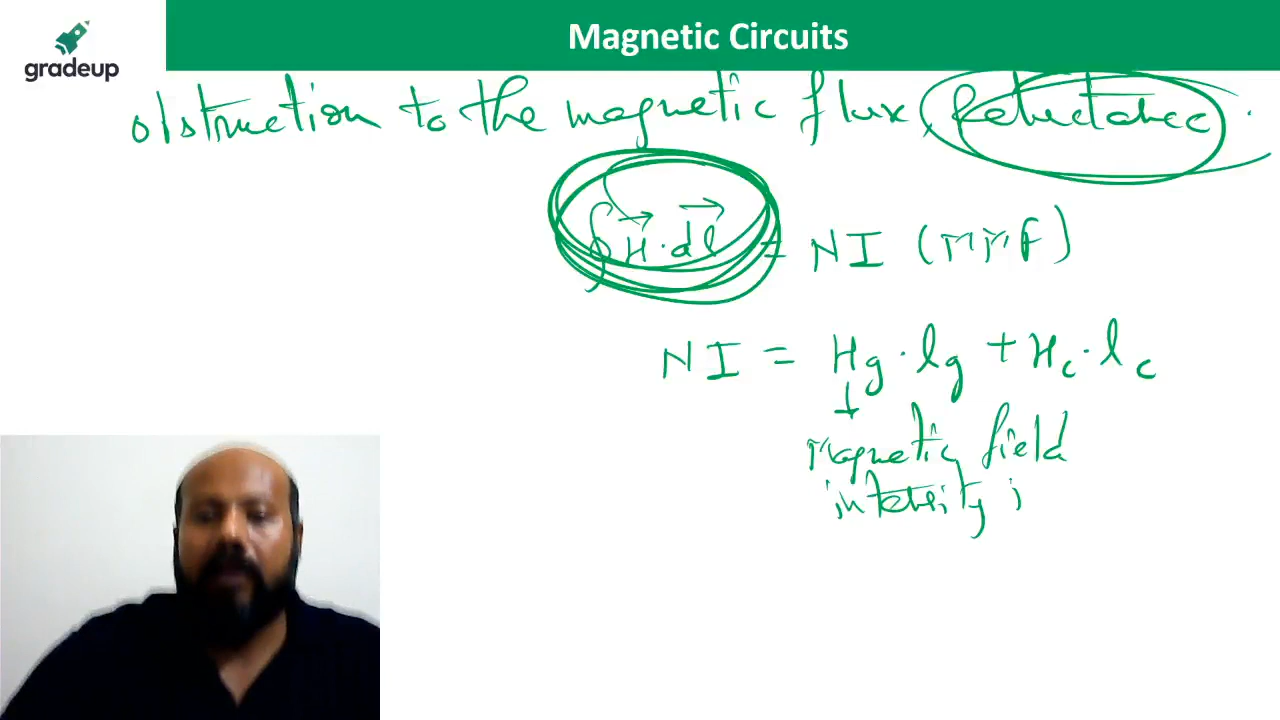 Magnetic Circuits
gradeup
obstruction to the magnetic flux, Reluctance.
∮ H⃗ · d⃗l = NI (MMF)
NI = Hg · lg + Hc · lc
↓
Magnetic field
intensity i